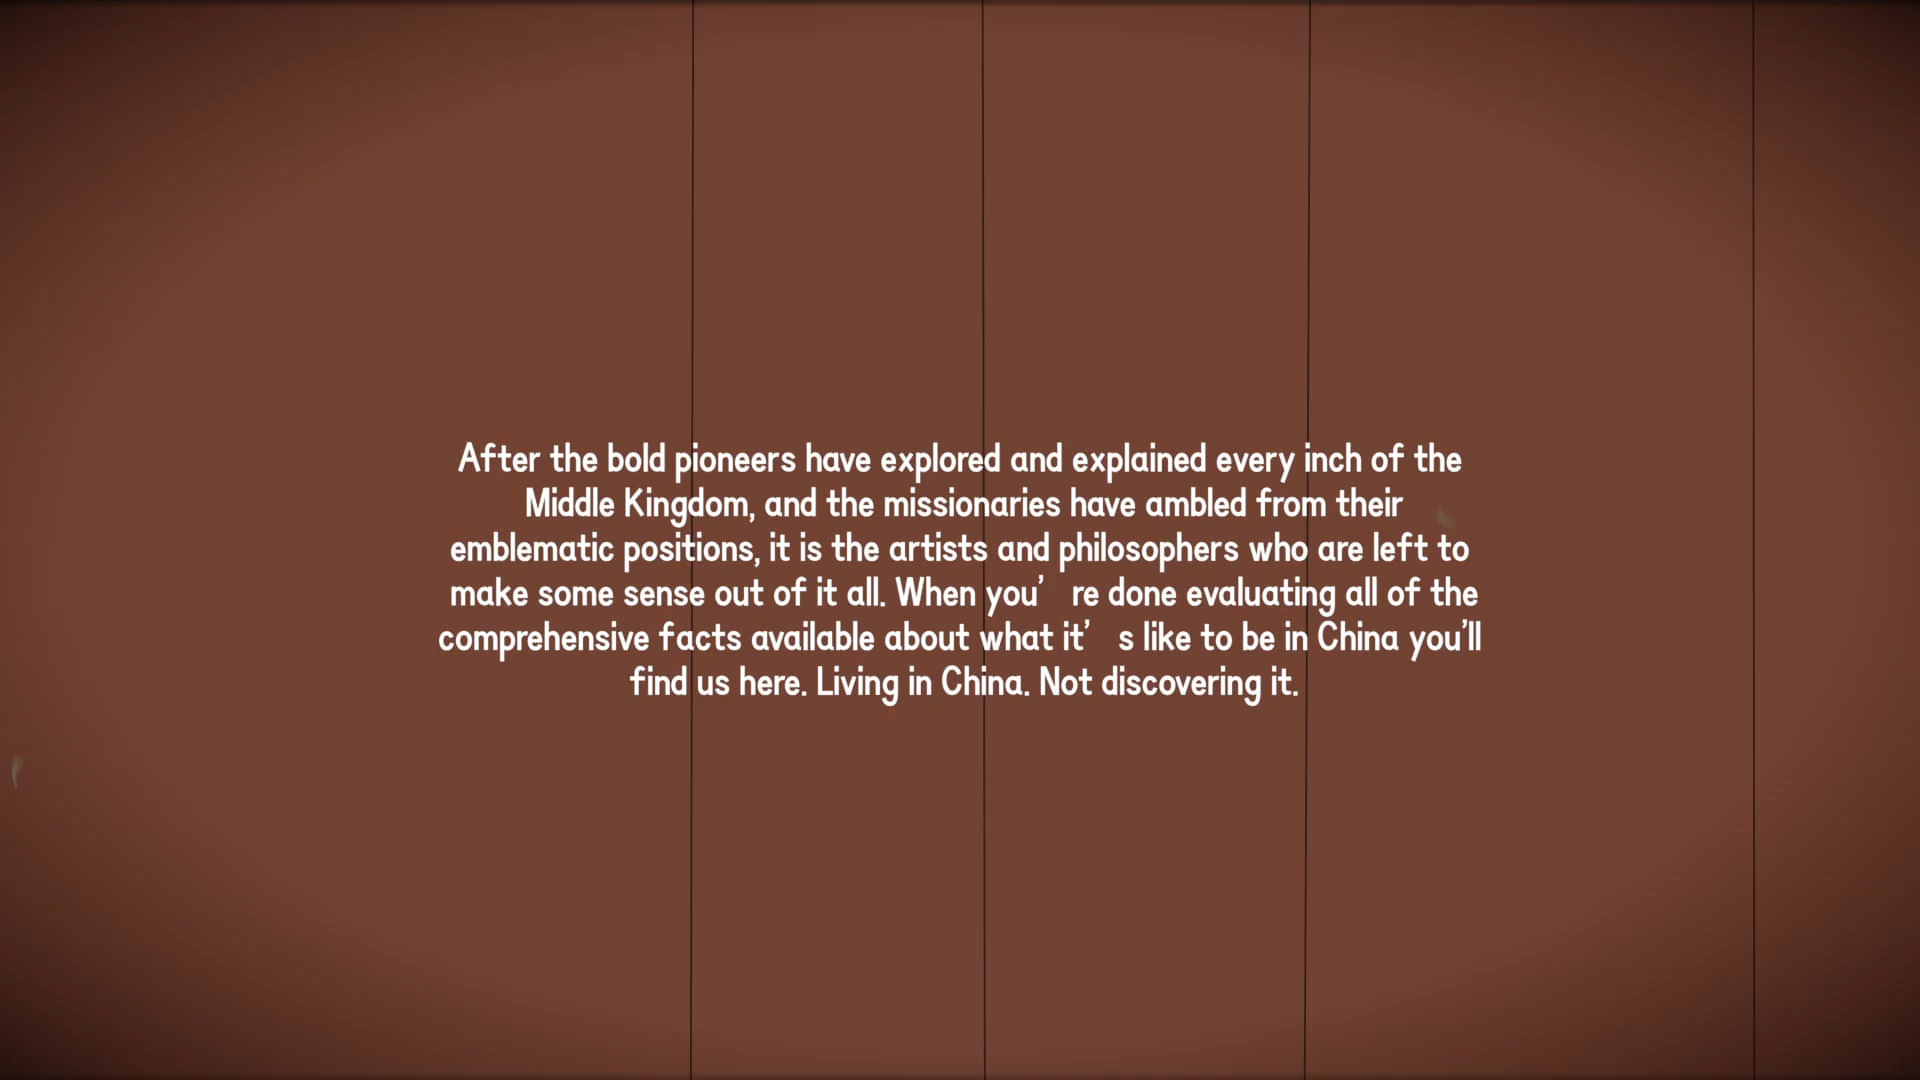 After the bold pioneers have explored and explained every inch of the
Middle Kingdom, and the missionaries have ambled from their
emblematic positions, it is the artists and philosophers who are left to
make some sense out of it all. When you’ re done evaluating all of the
comprehensive facts available about what it’ s like to be in China you’ll
find us here. Living in China. Not discovering it.